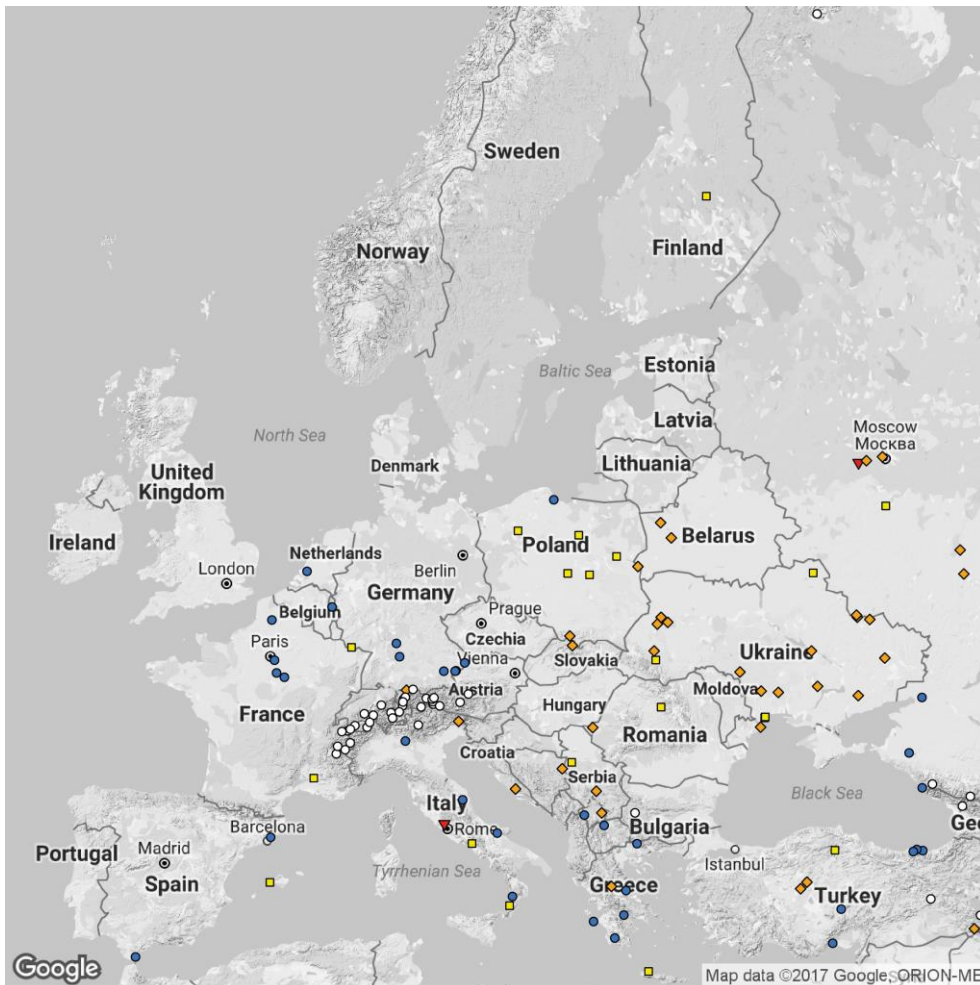 Sweden
Norway
Finland
Estonia
Baltic Sea
Latvia
Moscow
Москва
North Sea
Denmark
Lithuania
United
Kingdom
Ireland
Belarus
Netherlands
Poland
London
Berlin
Germany
Belgium
Prague
Paris
Czechia
Ukraine
Vienna
Slovakia
Austria
Moldova
France
Hungary
Romania
Croatia
Serbia
Black Sea
Italy
Barcelona
Rome
Bulgaria
Portugal
Madrid
Istanbul
Tyrrhenian Sea
Spain
Greece
Turkey
Google
Map data ©2017 Google, ORION-ME